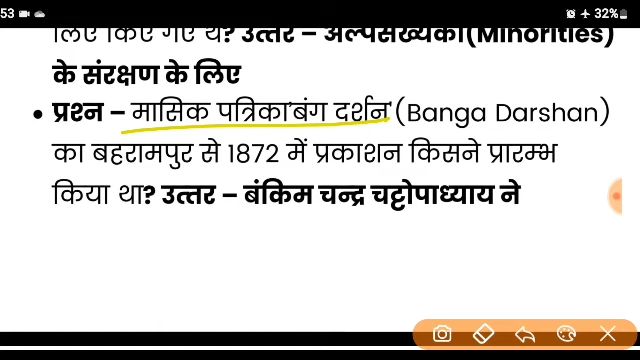 53
32%
लिए किए गए थे? उत्तर – अल्पसंख्यकों(Minorities)
के संरक्षण के लिए
• प्रश्न – मासिक पत्रिका'बंग दर्शन'(Banga Darshan)
का बहरामपुर से 1872 में प्रकाशन किसने प्रारम्भ
किया था? उत्तर – बंकिम चन्द्र चट्टोपाध्याय ने